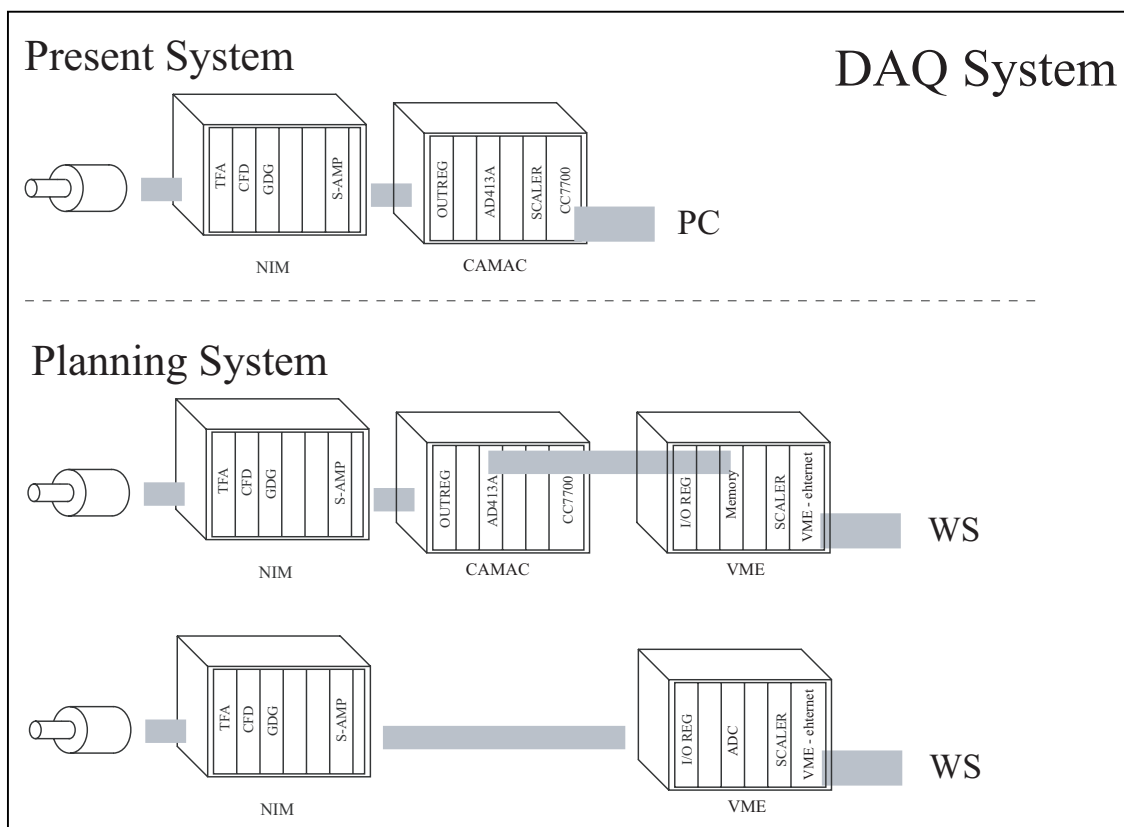 Present System
DAQ System
TFA
CFD
GDG
S-AMP
OUTREG
AD413A
SCALER
CC7700
PC
NIM
CAMAC
Planning System
TFA
CFD
GDG
S-AMP
OUTREG
AD413A
CC7700
I/O REG
Memory
SCALER
VME - ehternet
WS
NIM
CAMAC
VME
TFA
CFD
GDG
S-AMP
I/O REG
ADC
SCALER
VME - ehternet
WS
NIM
VME